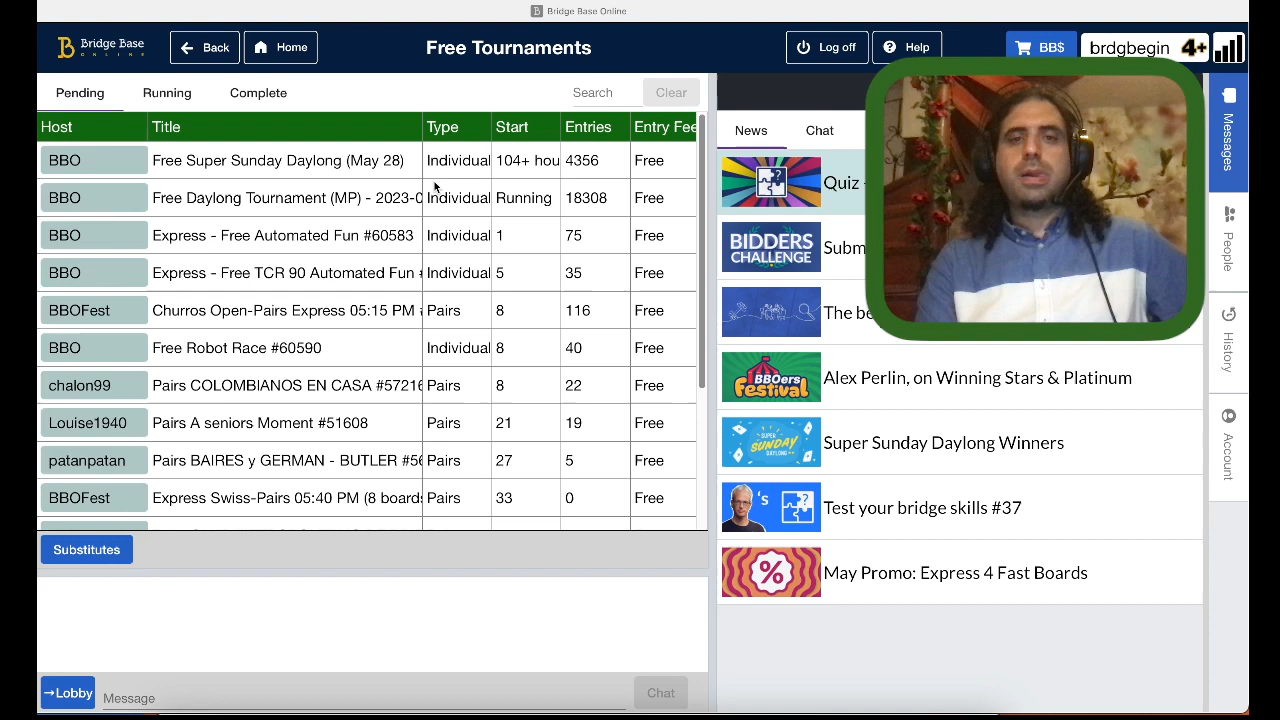 Bridge Base Online
Bridge Base
ONLINE
Back
Home
Free Tournaments
Log off
Help
BB$
brdgbegin
4+
Pending
Running
Complete
Search
Clear
Host Title Type Start Entries Entry Fee
BBO Free Super Sunday Daylong (May 28) Individual 104+ hou 4356 Free
BBO Free Daylong Tournament (MP) - 2023-0 Individual Running 18308 Free
BBO Express - Free Automated Fun #60583 Individual 1 75 Free
BBO Express - Free TCR 90 Automated Fun Individual 5 35 Free
BBOFest Churros Open-Pairs Express 05:15 PM Pairs 8 116 Free
BBO Free Robot Race #60590 Individual 8 40 Free
chalon99 Pairs COLOMBIANOS EN CASA #57216 Pairs 8 22 Free
Louise1940 Pairs A seniors Moment #51608 Pairs 21 19 Free
patanpatan Pairs BAIRES y GERMAN - BUTLER #56 Pairs 27 5 Free
BBOFest Express Swiss-Pairs 05:40 PM (8 boards Pairs 33 0 Free
Substitutes
→Lobby
Message
Chat
News
Chat
Quiz -
BIDDERS
CHALLENGE
Subm
The be
BBOers
Festival
Alex Perlin, on Winning Stars & Platinum
SUPER
SUNDAY
DAYLONG
Super Sunday Daylong Winners
's
?
Test your bridge skills #37
%
May Promo: Express 4 Fast Boards
Messages
People
History
Account